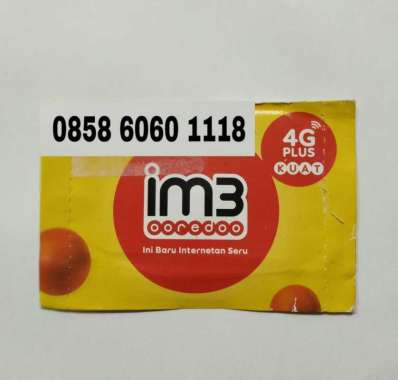 0858 6060 1118
4G
PLUS
KUAT
im3
ooredoo
Ini Baru Internetan Seru